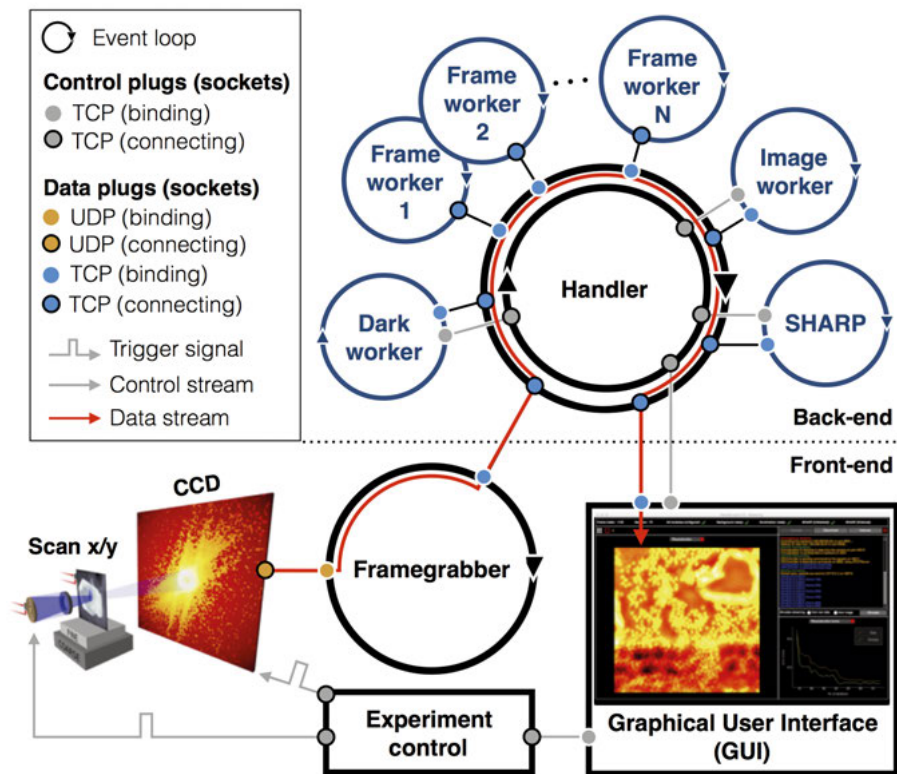 Event loop
Control plugs (sockets)
TCP (binding)
TCP (connecting)
Data plugs (sockets)
UDP (binding)
UDP (connecting)
TCP (binding)
TCP (connecting)
Trigger signal
Control stream
Data stream
Frame
worker
1
Frame
worker
2
Frame
worker
N
Image
worker
Handler
Dark
worker
SHARP
Back-end
Front-end
CCD
Scan x/y
Framegrabber
Experiment
control
Graphical User Interface
(GUI)